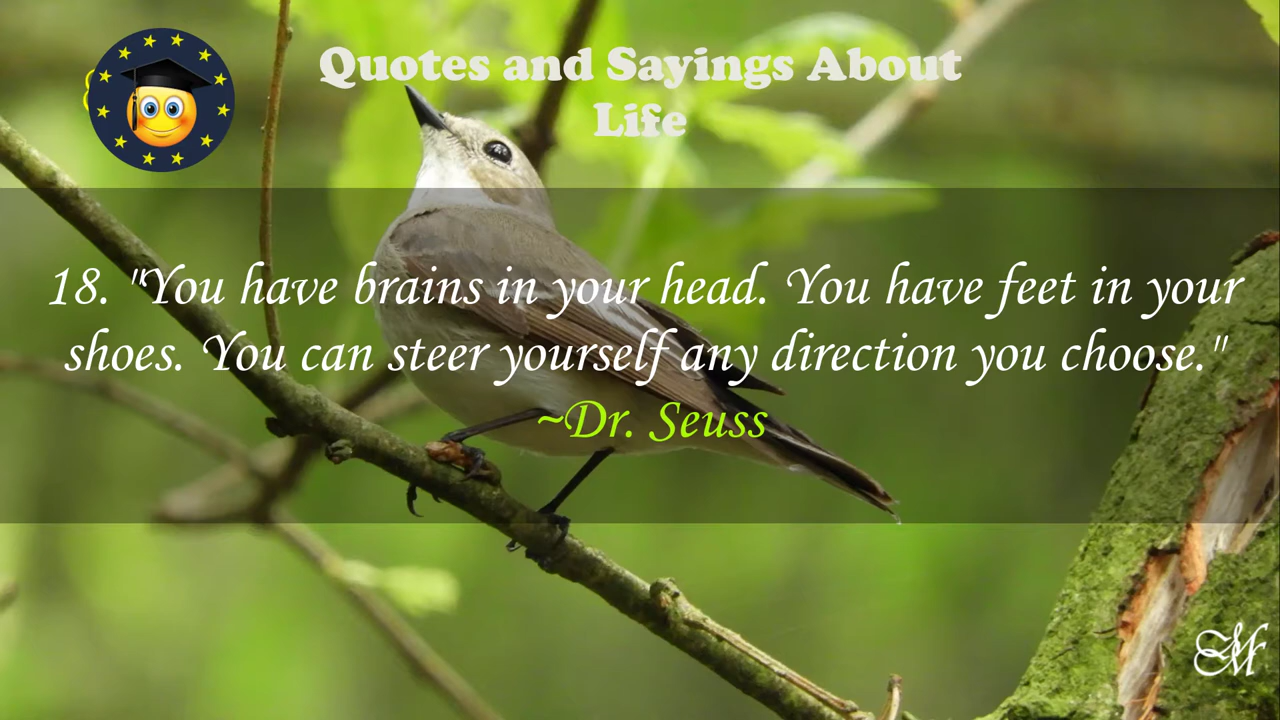 Quotes and Sayings About
Life
18. "You have brains in your head. You have feet in your
shoes. You can steer yourself any direction you choose."
~Dr. Seuss